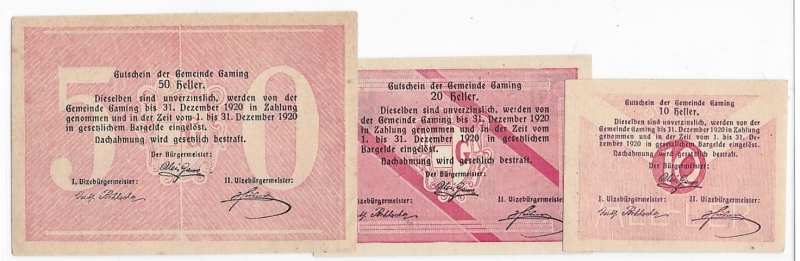 50
Gutschein der Gemeinde Gaming
50 Heller.
Dieselben sind unverzinslich, werden von der
Gemeinde Gaming bis 31. Dezember 1920 in Zahlung
genommen und in der Zeit vom 1. bis 31. Dezember 1920
in gesetzlichem Bargelde eingelöst.
Nachahmung wird gesetzlich bestraft.
Der Bürgermeister:
I. Vizebürgermeister: II. Vizebürgermeister:
Gutschein der Gemeinde Gaming
20 Heller.
Dieselben sind unverzinslich, werden von der
Gemeinde Gaming bis 31. Dezember 1920 in Zahlung
genommen und in der Zeit vom
1. bis 31. Dezember 1920 in gesetzlichem
Bargelde eingelöst.
Nachahmung wird gesetzlich bestraft.
Der Bürgermeister:
izebürgermeister: II. Vizebürgermeister:
Gutschein der Gemeinde Gaming
10 Heller.
Dieselben sind unverzinslich, werden von
der Gemeinde Gaming bis 31. Dezember 1920 in Zahlung
genommen und in der Zeit vom 1. bis 31. De-
zember 1920 in gesetzlichem Bargelde eingelöst.
Nachahmung wird gesetzlich bestraft.
10
Der Bürgermeister:
I. Vizebürgermeister: II. Vizebürgermeister:
HELLER